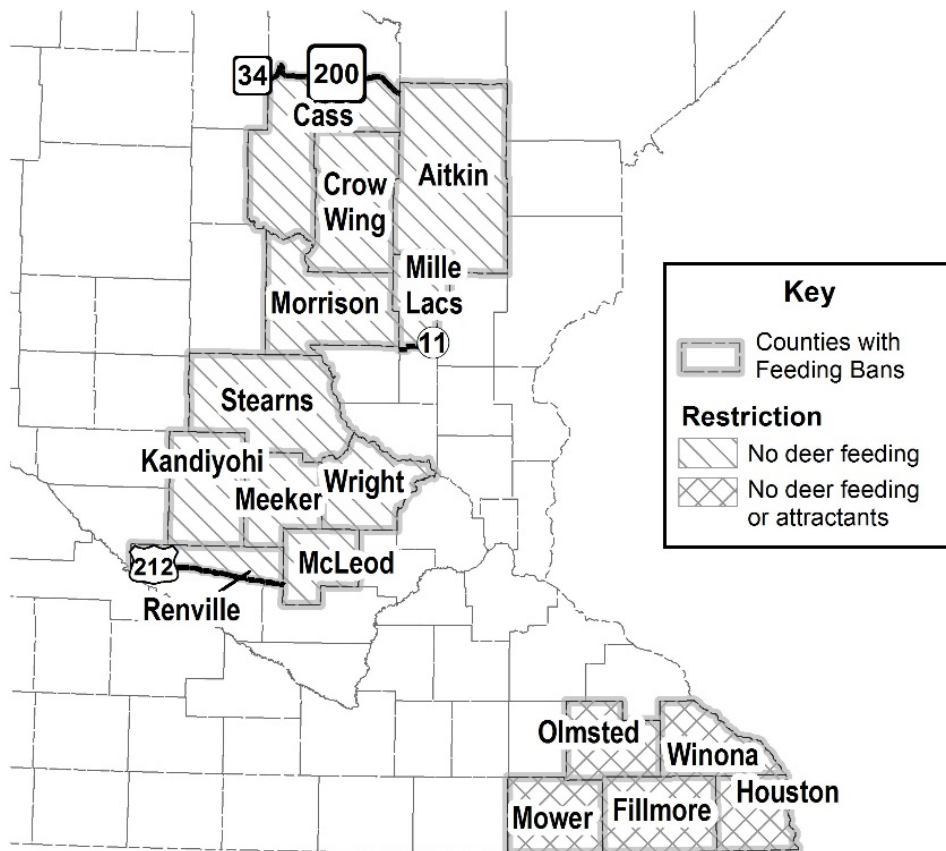 34
200
Cass
Crow
Wing
Aitkin
Mille
Lacs
Morrison
11
Stearns
Kandiyohi
Meeker
Wright
212
McLeod
Renville
Olmsted
Winona
Mower
Fillmore
Houston
Key
Counties with
Feeding Bans
Restriction
No deer feeding
No deer feeding
or attractants